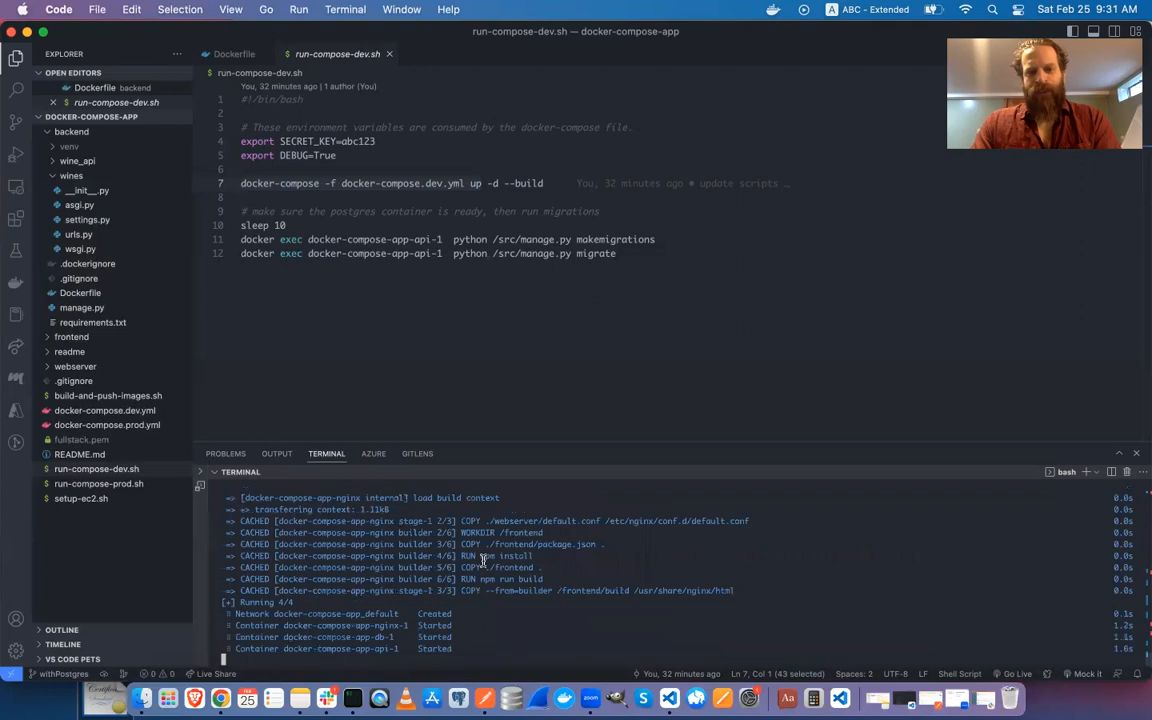 Code File Edit Selection View Go Run Terminal Window Help
A ABC - Extended Sat Feb 25 9:31 AM
run-compose-dev.sh — docker-compose-app
EXPLORER
OPEN EDITORS
Dockerfile backend
run-compose-dev.sh
DOCKER-COMPOSE-APP
backend
venv
wine_api
wines
__init__.py
asgi.py
settings.py
urls.py
wsgi.py
.dockerignore
.gitignore
Dockerfile
manage.py
requirements.txt
frontend
readme
webserver
.gitignore
build-and-push-images.sh
docker-compose.dev.yml
docker-compose.prod.yml
fullstack.pem
README.md
run-compose-dev.sh
run-compose-prod.sh
setup-ec2.sh
OUTLINE
TIMELINE
VS CODE PETS
Dockerfile
$ run-compose-dev.sh
$ run-compose-dev.sh
You, 32 minutes ago | 1 author (You)
1 #!/bin/bash
2
3 # These environment variables are consumed by the docker-compose file.
4 export SECRET_KEY=abc123
5 export DEBUG=True
6
7 docker-compose -f docker-compose.dev.yml up -d --build You, 32 minutes ago • update scripts …
8
9 # make sure the postgres container is ready, then run migrations
10 sleep 10
11 docker exec docker-compose-app-api-1 python /src/manage.py makemigrations
12 docker exec docker-compose-app-api-1 python /src/manage.py migrate
PROBLEMS OUTPUT TERMINAL AZURE GITLENS
TERMINAL bash
=> [docker-compose-app-nginx internal] load build context 0.0s
=> => transferring context: 1.11kB 0.0s
=> CACHED [docker-compose-app-nginx stage-1 2/3] COPY ./webserver/default.conf /etc/nginx/conf.d/default.conf 0.0s
=> CACHED [docker-compose-app-nginx builder 2/6] WORKDIR /frontend 0.0s
=> CACHED [docker-compose-app-nginx builder 3/6] COPY ./frontend/package.json . 0.0s
=> CACHED [docker-compose-app-nginx builder 4/6] RUN npm install 0.0s
=> CACHED [docker-compose-app-nginx builder 5/6] COPY ./frontend . 0.0s
=> CACHED [docker-compose-app-nginx builder 6/6] RUN npm run build 0.0s
=> CACHED [docker-compose-app-nginx stage-1 3/3] COPY --from=builder /frontend/build /usr/share/nginx/html 0.0s
[+] Running 4/4
Network docker-compose-app_default Created 0.1s
Container docker-compose-app-nginx-1 Started 1.2s
Container docker-compose-app-db-1 Started 1.1s
Container docker-compose-app-api-1 Started 1.6s
withPostgres 0 0 Live Share You, 32 minutes ago Ln 7, Col 1 (43 selected) Spaces: 2 UTF-8 LF Shell Script Go Live Mock it
FEB
25
Aa